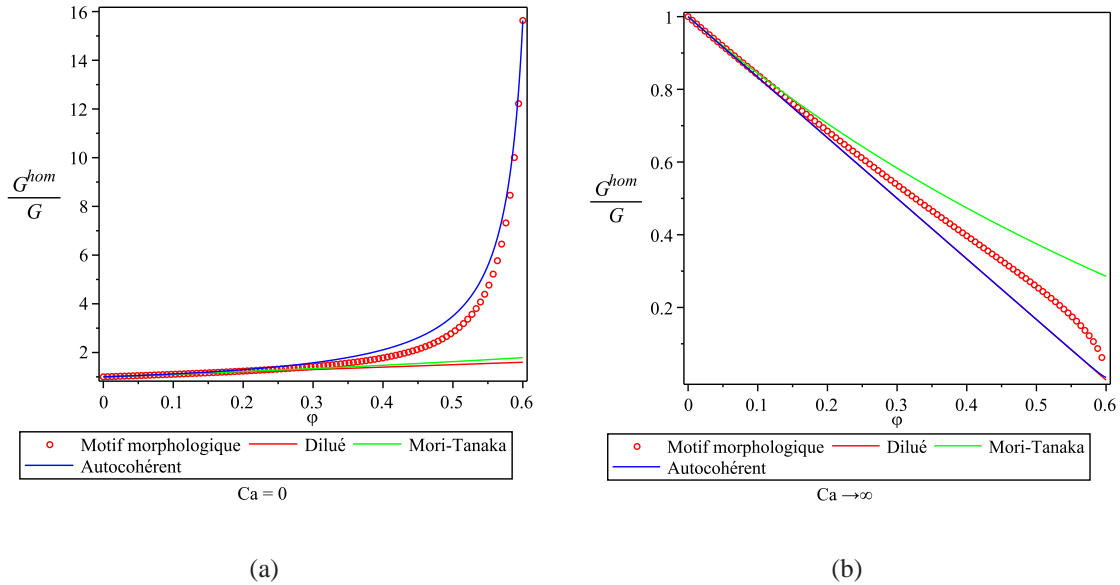 16
14
12
10
8
6
4
2
G^hom
G
0 0.1 0.2 0.3 0.4 0.5 0.6
φ
Motif morphologique Dilué Mori-Tanaka
Autocohérent
Ca = 0
(a)
1
0.8
0.6
0.4
0.2
G^hom
G
0 0.1 0.2 0.3 0.4 0.5 0.6
φ
Motif morphologique Dilué Mori-Tanaka
Autocohérent
Ca →∞
(b)